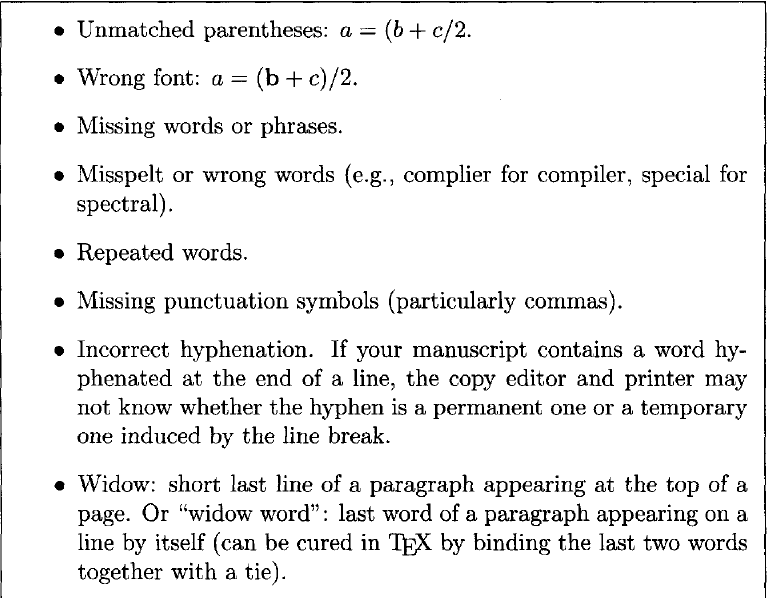 • Unmatched parentheses: a = (b + c/2.
• Wrong font: a = (b + c)/2.
• Missing words or phrases.
• Misspelt or wrong words (e.g., complier for compiler, special for
spectral).
• Repeated words.
• Missing punctuation symbols (particularly commas).
• Incorrect hyphenation. If your manuscript contains a word hy-
phenated at the end of a line, the copy editor and printer may
not know whether the hyphen is a permanent one or a temporary
one induced by the line break.
• Widow: short last line of a paragraph appearing at the top of a
page. Or “widow word”: last word of a paragraph appearing on a
line by itself (can be cured in TEX by binding the last two words
together with a tie).